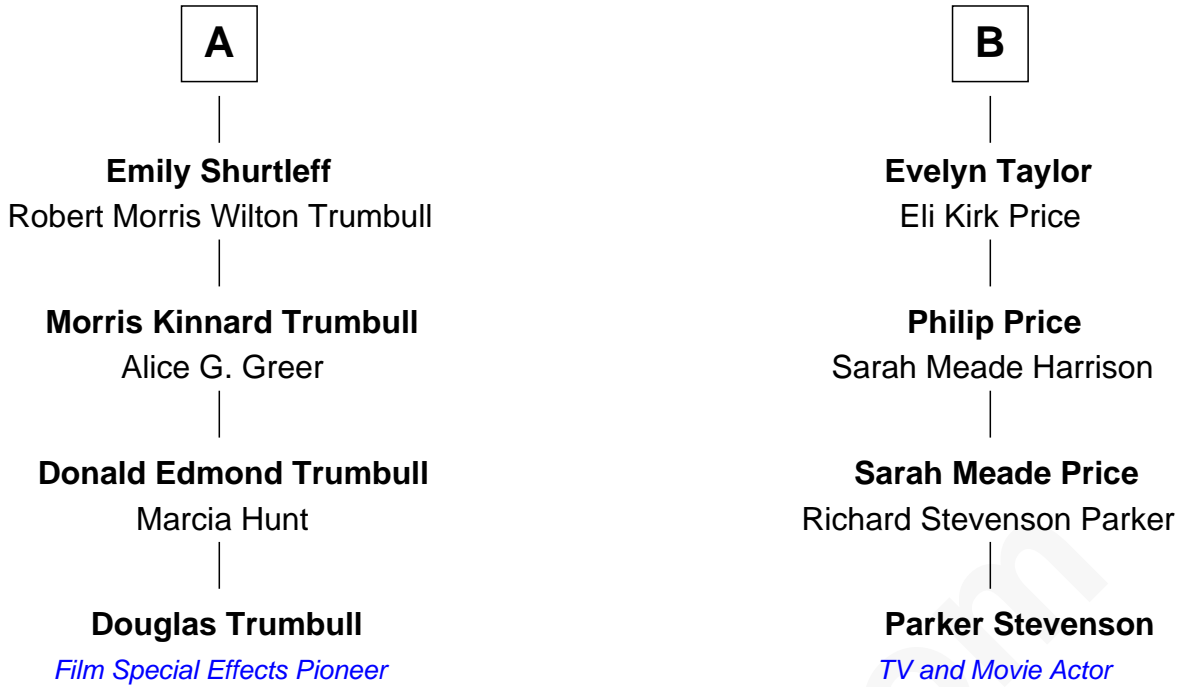 A
Emily Shurtleff
Robert Morris Wilton Trumbull
Morris Kinnard Trumbull
Alice G. Greer
Donald Edmond Trumbull
Marcia Hunt
Douglas Trumbull
Film Special Effects Pioneer
B
Evelyn Taylor
Eli Kirk Price
Philip Price
Sarah Meade Harrison
Sarah Meade Price
Richard Stevenson Parker
Parker Stevenson
TV and Movie Actor